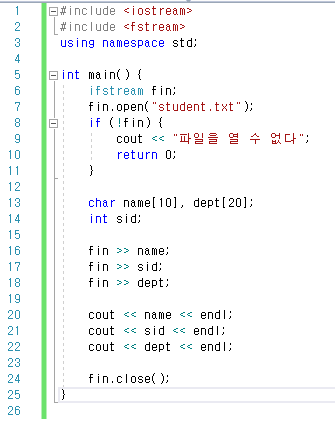 1 #include <iostream>
2 #include <fstream>
3 using namespace std;
4
5 int main() {
6 ifstream fin;
7 fin.open("student.txt");
8 if (!fin) {
9 cout << "파일을 열 수 없다";
10 return 0;
11 }
12
13 char name[10], dept[20];
14 int sid;
15
16 fin >> name;
17 fin >> sid;
18 fin >> dept;
19
20 cout << name << endl;
21 cout << sid << endl;
22 cout << dept << endl;
23
24 fin.close();
25 }
26